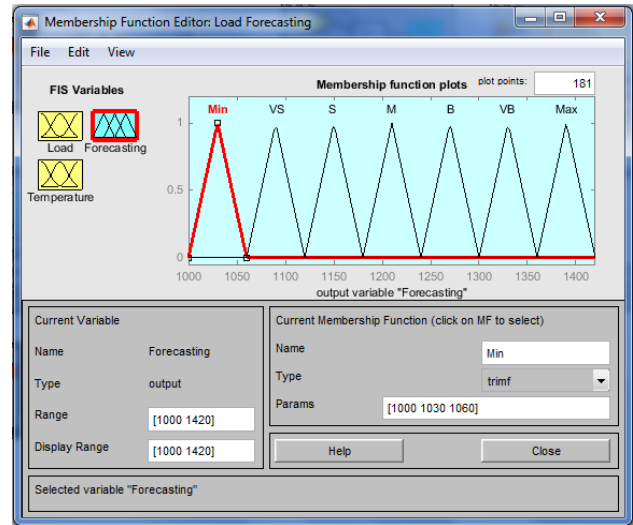 Membership Function Editor: Load Forecasting
File Edit View
FIS Variables
Load Forecasting
Temperature
Membership function plots plot points: 181
Min VS S M B VB Max
1
0.5
0
1000 1050 1100 1150 1200 1250 1300 1350 1400
output variable "Forecasting"
Current Variable
Name Forecasting
Type output
Range [1000 1420]
Display Range [1000 1420]
Current Membership Function (click on MF to select)
Name Min
Type trimf
Params [1000 1030 1060]
Help Close
Selected variable "Forecasting"